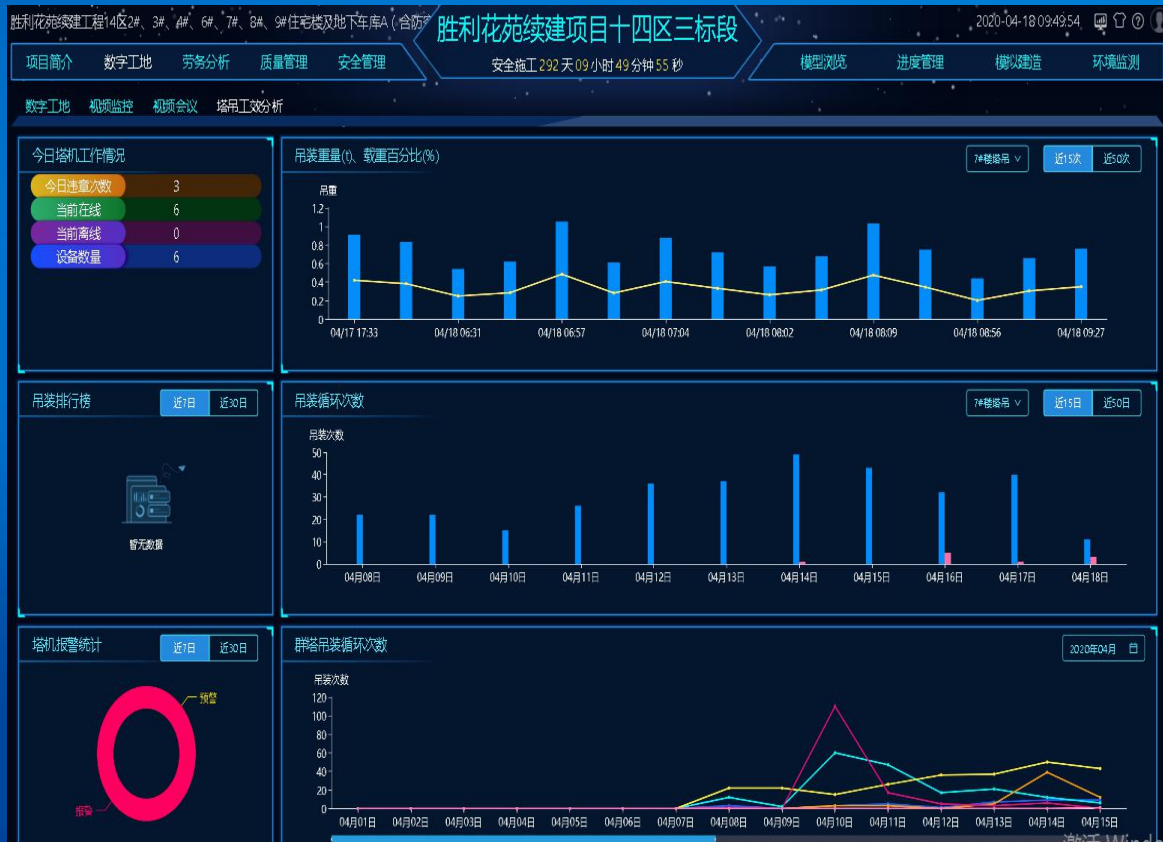 胜利花苑续建工程14区2#、3#、4#、6#、7#、8#、9#住宅楼及地下车库A（含防
胜利花苑续建项目十四区三标段
2020-04-18 09:49:54
项目简介 数字工地 劳务分析 质量管理 安全管理
安全施工 292 天 09 小时 49 分钟 55 秒
模型浏览 进度管理 模拟建造 环境监测
数字工地 视频监控 视频会议 塔吊工效分析
今日塔机工作情况
今日违章次数 3
当前在线 6
当前离线 0
设备数量 6
吊装重量(t)、载重百分比(%)
7#楼塔吊 近15次 近50次
吊重
1.2
1
0.8
0.6
0.4
0.2
0
04/17 17:33 04/18 06:31 04/18 06:57 04/18 07:04 04/18 08:02 04/18 08:09 04/18 08:56 04/18 09:27
吊装排行榜
近7日 近30日
暂无数据
吊装循环次数
7#楼塔吊 近15日 近50日
吊装次数
50
40
30
20
10
0
04月08日 04月09日 04月10日 04月11日 04月12日 04月13日 04月14日 04月15日 04月16日 04月17日 04月18日
塔机报警统计
近7日 近30日
预警
报警
群塔吊装循环次数
2020年04月
吊装次数
120
100
80
60
40
20
0
04月01日 04月02日 04月03日 04月04日 04月05日 04月06日 04月07日 04月08日 04月09日 04月10日 04月11日 04月12日 04月13日 04月14日 04月15日